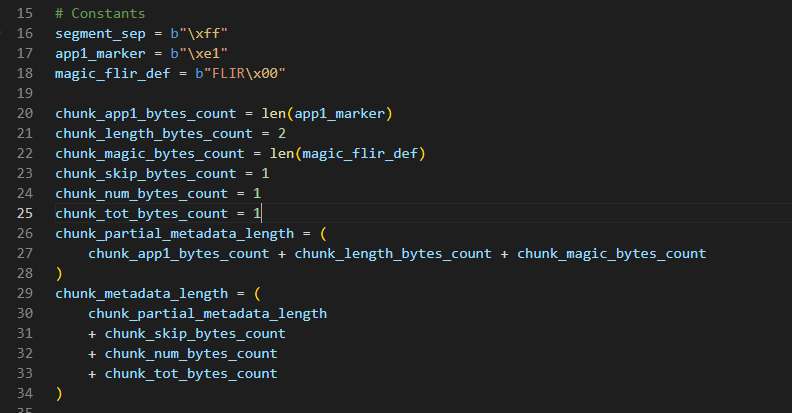 15 # Constants
16 segment_sep = b"\xff"
17 app1_marker = b"\xe1"
18 magic_flir_def = b"FLIR\x00"
19
20 chunk_app1_bytes_count = len(app1_marker)
21 chunk_length_bytes_count = 2
22 chunk_magic_bytes_count = len(magic_flir_def)
23 chunk_skip_bytes_count = 1
24 chunk_num_bytes_count = 1
25 chunk_tot_bytes_count = 1
26 chunk_partial_metadata_length = (
27     chunk_app1_bytes_count + chunk_length_bytes_count + chunk_magic_bytes_count
28 )
29 chunk_metadata_length = (
30     chunk_partial_metadata_length
31     + chunk_skip_bytes_count
32     + chunk_num_bytes_count
33     + chunk_tot_bytes_count
34 )